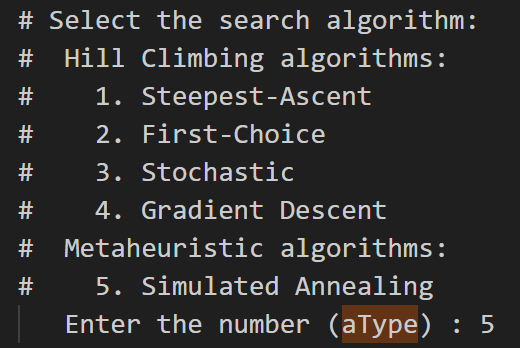 # Select the search algorithm:
#  Hill Climbing algorithms:
#    1. Steepest-Ascent
#    2. First-Choice
#    3. Stochastic
#    4. Gradient Descent
#  Metaheuristic algorithms:
#    5. Simulated Annealing
   Enter the number (aType) : 5